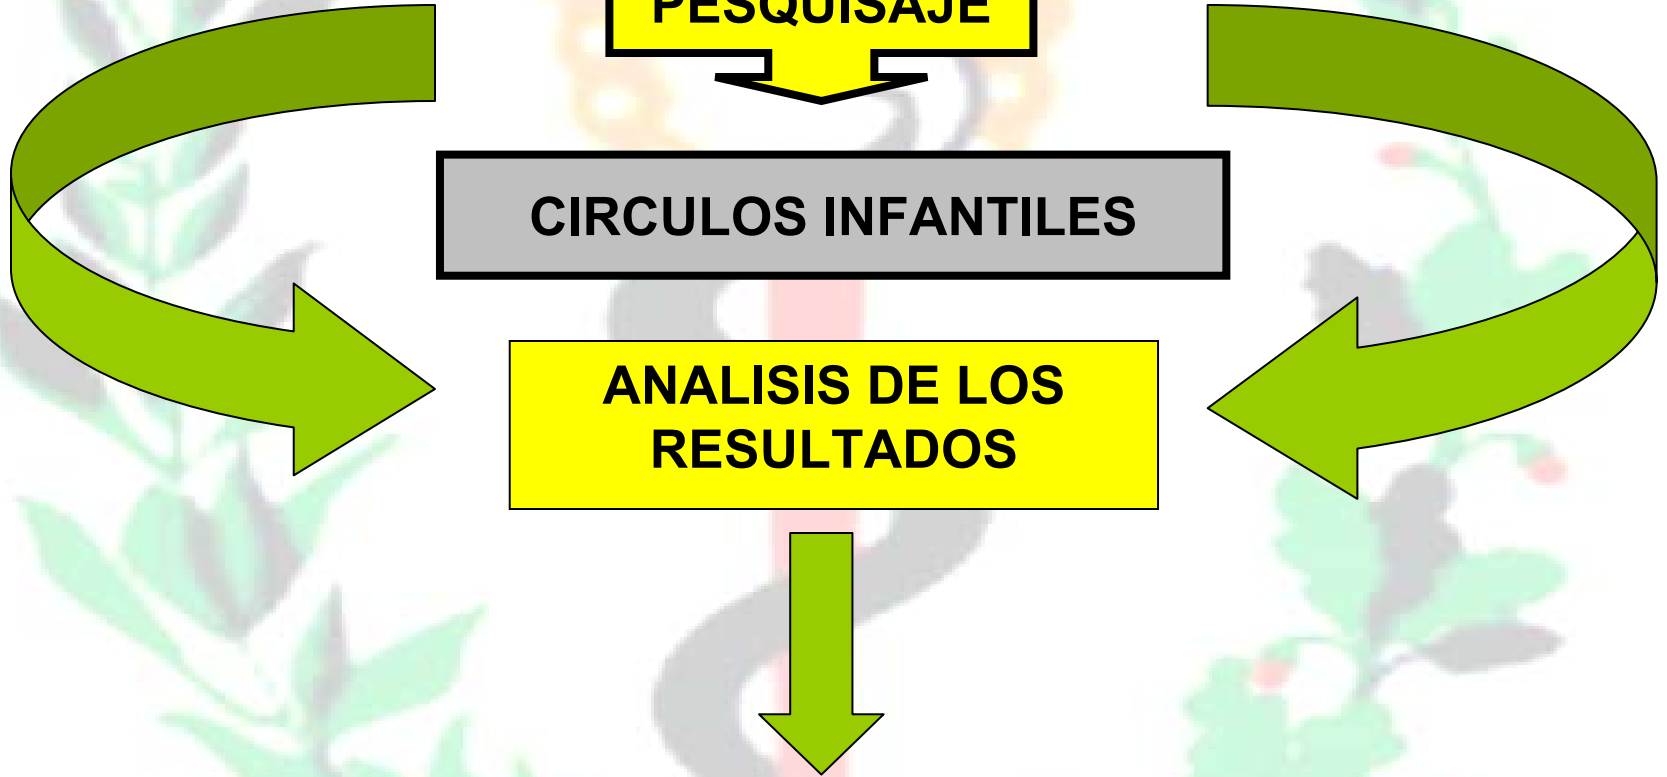 PESQUISAJE
CIRCULOS INFANTILES
ANALISIS DE LOS
RESULTADOS